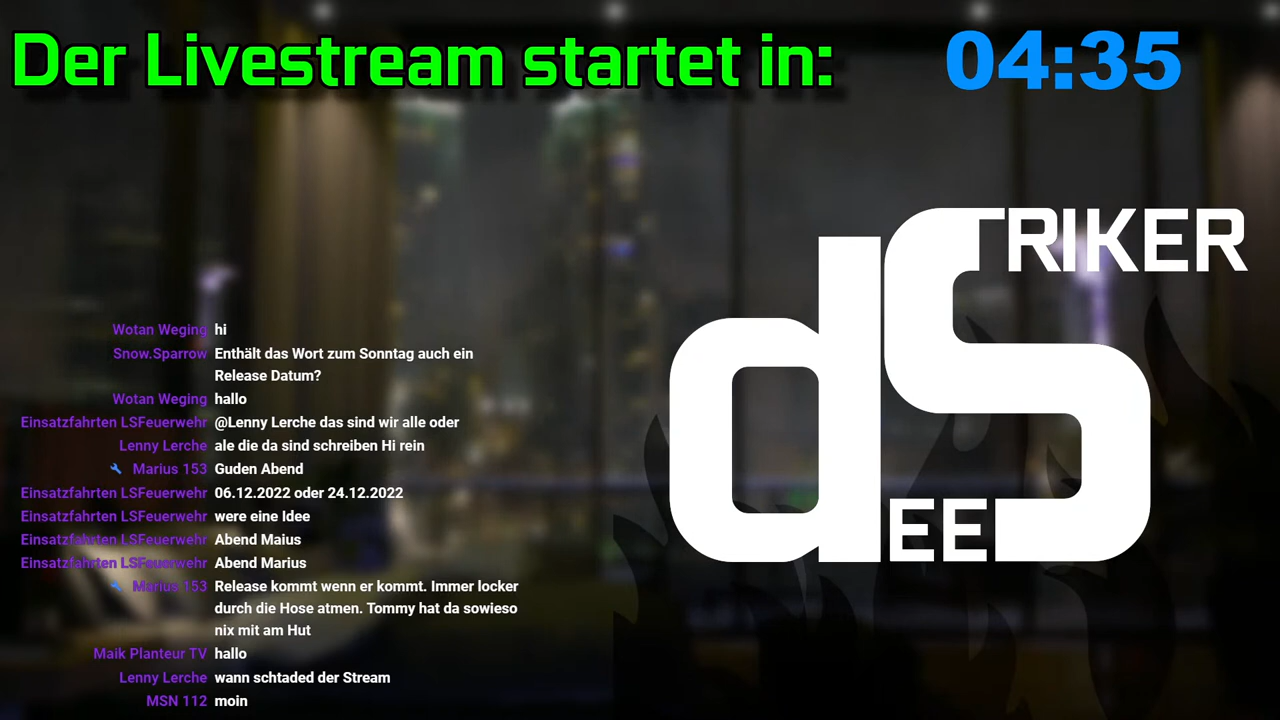 Der Livestream startet in: 04:35
STRIKER
dS
EE
Wotan Weging hi
Snow.Sparrow Enthält das Wort zum Sonntag auch ein
Release Datum?
Wotan Weging hallo
Einsatzfahrten LSFeuerwehr @Lenny Lerche das sind wir alle oder
Lenny Lerche ale die da sind schreiben Hi rein
Marius 153 Guden Abend
Einsatzfahrten LSFeuerwehr 06.12.2022 oder 24.12.2022
Einsatzfahrten LSFeuerwehr were eine Idee
Einsatzfahrten LSFeuerwehr Abend Maius
Einsatzfahrten LSFeuerwehr Abend Marius
Marius 153 Release kommt wenn er kommt. Immer locker
durch die Hose atmen. Tommy hat da sowieso
nix mit am Hut
Maik Planteur TV hallo
Lenny Lerche wann schtaded der Stream
MSN 112 moin